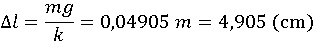 Δl = mg/k = 0,04905 m = 4,905 (cm)